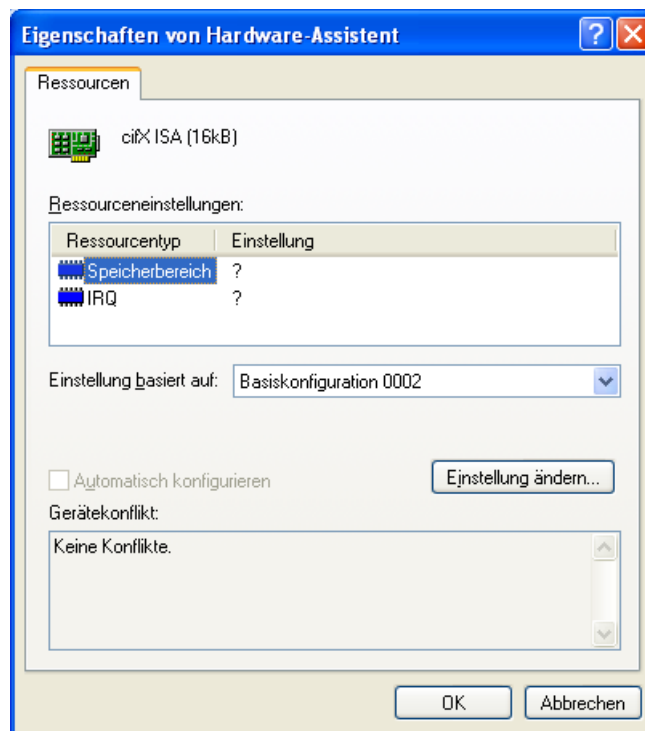 Eigenschaften von Hardware-Assistent
Ressourcen
cifX ISA (16kB)
Ressourceneinstellungen:
Ressourcentyp Einstellung
Speicherbereich ?
IRQ ?
Einstellung basiert auf: Basiskonfiguration 0002
Automatisch konfigurieren Einstellung ändern...
Gerätekonflikt:
Keine Konflikte.
OK Abbrechen